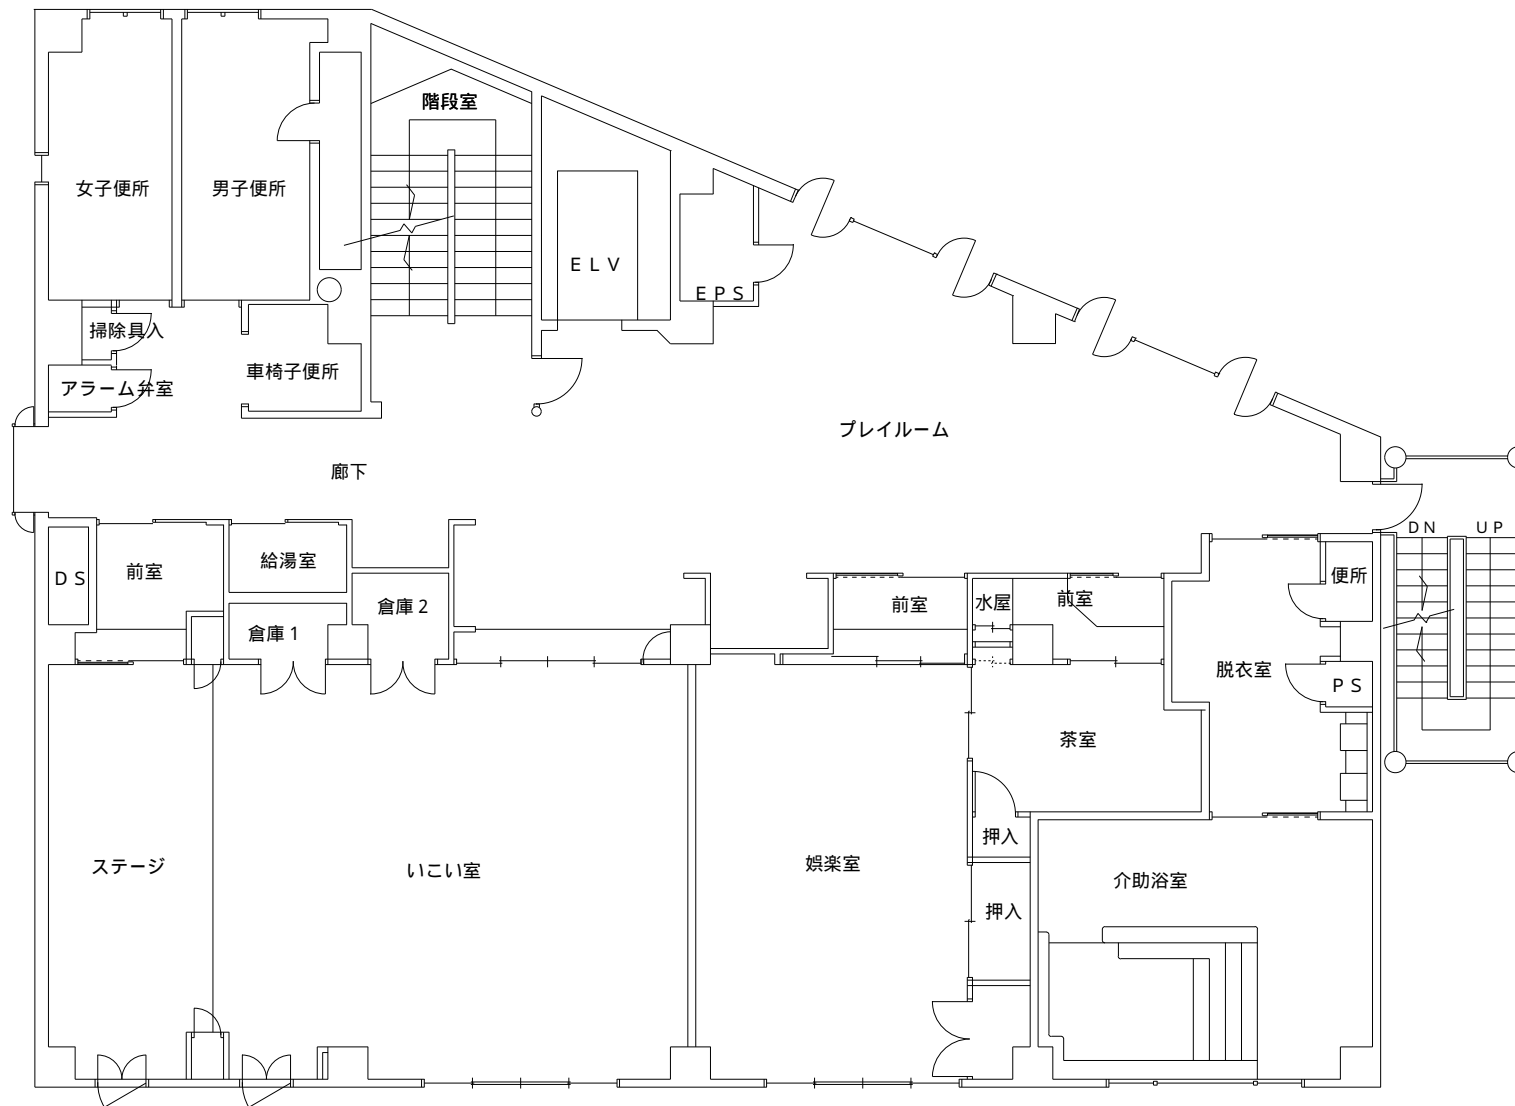 階段室
女子便所
男子便所
ＥＬＶ
ＥＰＳ
掃除具入
車椅子便所
アラーム弁室
プレイルーム
廊下
ＤＮ
ＵＰ
給湯室
前室
ＤＳ
便所
水屋
前室
前室
倉庫２
倉庫１
脱衣室
ＰＳ
茶室
押入
ステージ
いこい室
娯楽室
介助浴室
押入